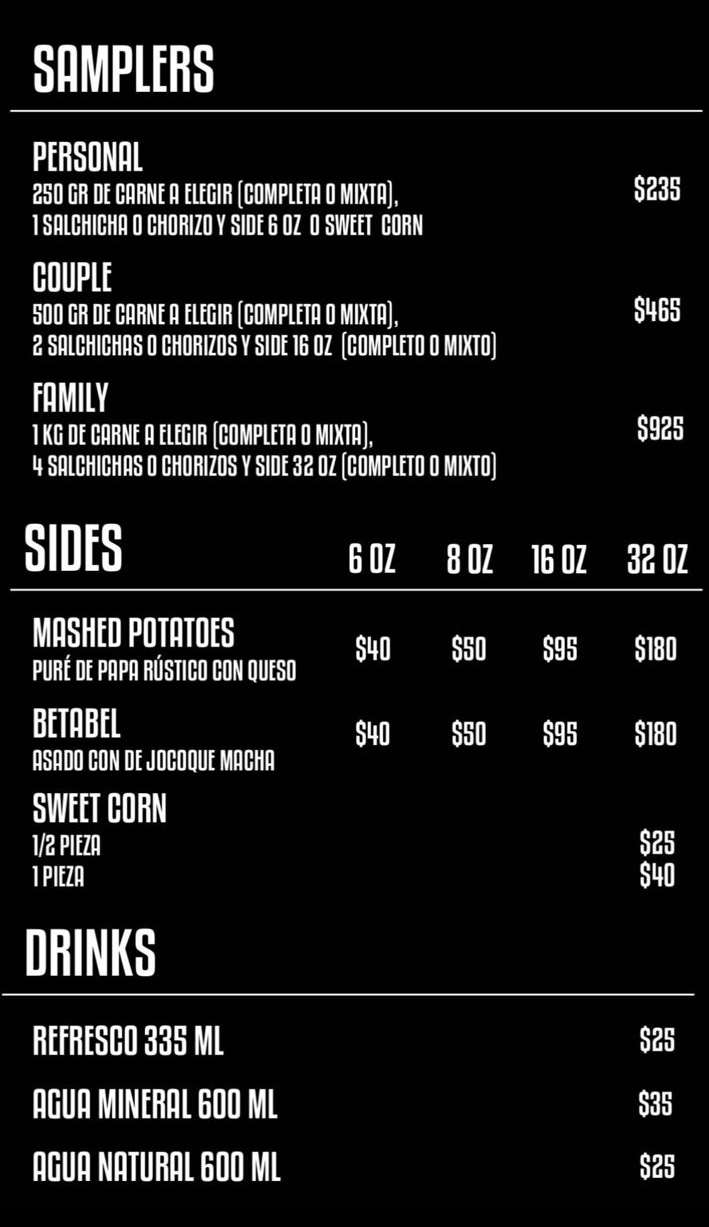 SAMPLERS
PERSONAL
250 GR DE CARNE A ELEGIR (COMPLETA O MIXTA),
$235
1 SALCHICHA O CHORIZO Y SIDE 6 OZ O SWEET CORN
COUPLE
500 GR DE CARNE A ELEGIR (COMPLETA O MIXTA),
$465
2 SALCHICHAS O CHORIZOS Y SIDE 16 OZ (COMPLETO O MIXTO)
FAMILY
1 KG DE CARNE A ELEGIR (COMPLETA O MIXTA),
$925
4 SALCHICHAS O CHORIZOS Y SIDE 32 OZ (COMPLETO O MIXTO)
SIDES 6 OZ 8 OZ 16 OZ 32 OZ
MASHED POTATOES
$40 $50 $95 $180
PURÉ DE PAPA RÚSTICO CON QUESO
BETABEL
$40 $50 $95 $180
ASADO CON DE JOCOQUE MACHA
SWEET CORN
1/2 PIEZA $25
1 PIEZA $40
DRINKS
REFRESCO 335 ML $25
AGUA MINERAL 600 ML $35
AGUA NATURAL 600 ML $25